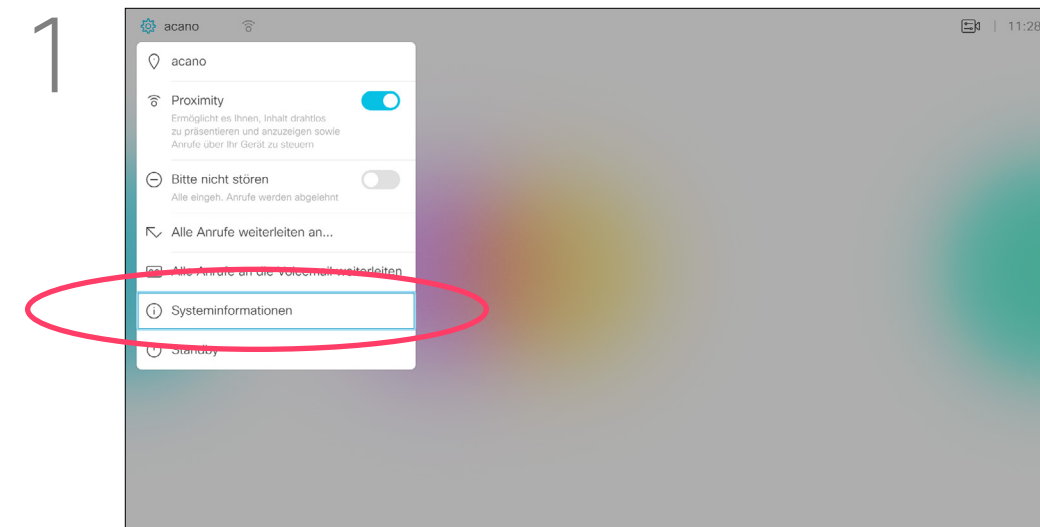 1
acano
11:28
acano
Proximity
Ermöglicht es Ihnen, Inhalt drahtlos
zu präsentieren und anzuzeigen sowie
Anrufe über Ihr Gerät zu steuern
Bitte nicht stören
Alle eingeh. Anrufe werden abgelehnt
Alle Anrufe weiterleiten an...
Alle Anrufe an die Voicemail weiterleiten
Systeminformationen
Standby